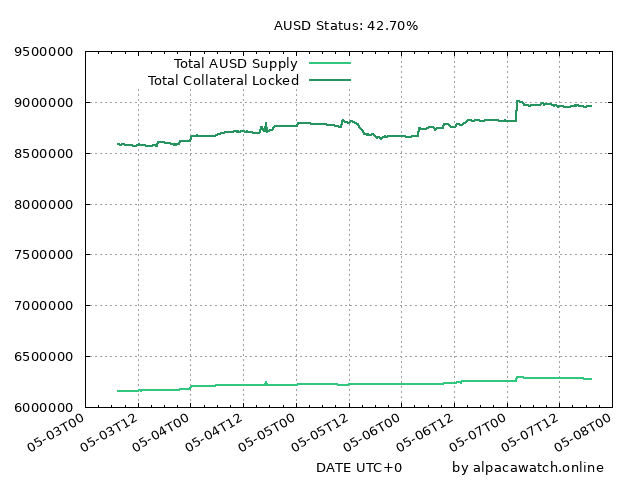 AUSD Status: 42.70%
9500000
Total AUSD Supply
Total Collateral Locked
9000000
8500000
8000000
7500000
7000000
6500000
6000000
05-03T00 05-03T12 05-04T00 05-04T12 05-05T00 05-05T12 05-06T00 05-06T12 05-07T00 05-07T12 05-08T00
DATE UTC+0 by alpacawatch.online